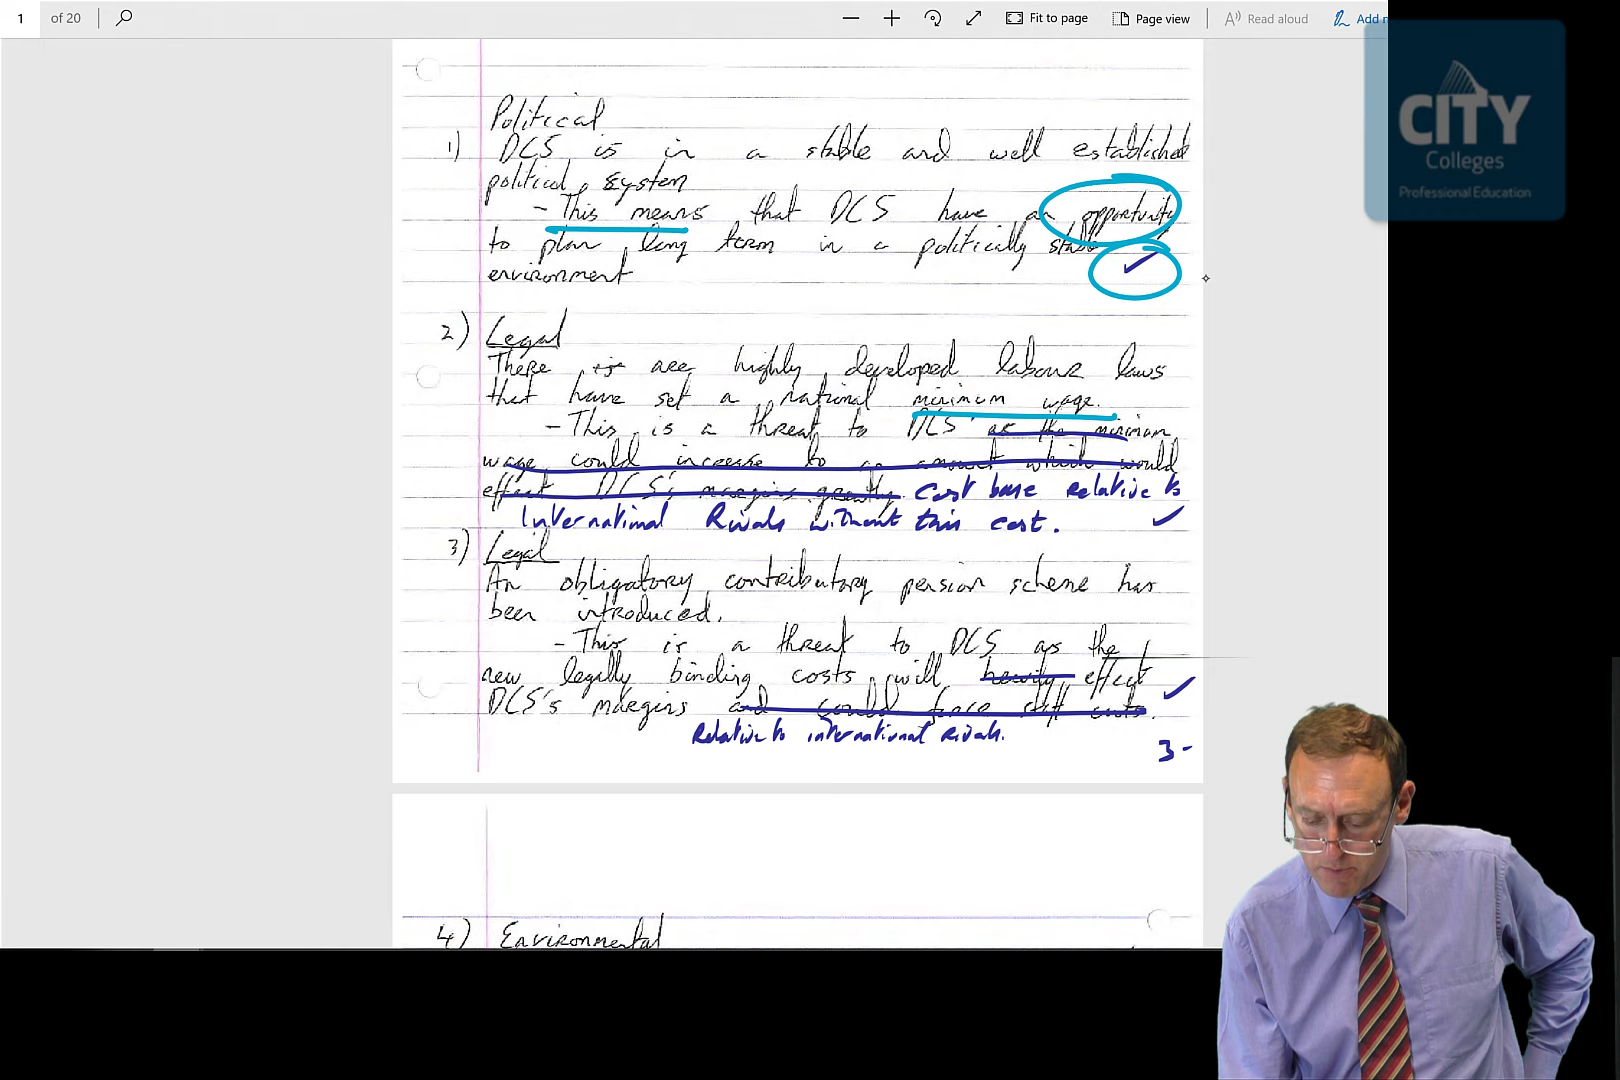 1 of 20
Fit to page
Page view
Read aloud
Add
CITY
Colleges
Professional Education
Political
1) DCS is in a stable and well established
political system
- This means that DCS have an opportunity
to plan long term in a politically stable
environment
2) Legal
There is are highly developed labour laws
that have set a national minimum wage.
- This is a threat to DCS as the minimum
wage could increase to an amount which would
effect DCS's margins greatly cost base relative to
International Rivals without this cost.
3) Legal
An obligatory contributory pension scheme has
been introduced.
- This is a threat to DCS as the
new legally binding costs will heavily effect
DCS's margins and could force staff cuts.
Relative to international rivals.
3-
4) Environmental